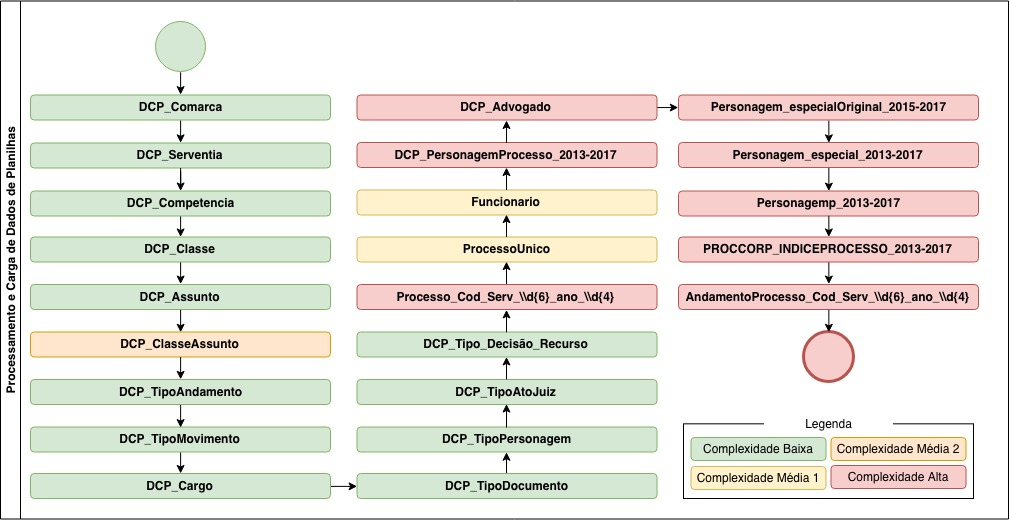 Processamento e Carga de Dados de Planilhas
DCP_Comarca
DCP_Serventia
DCP_Competencia
DCP_Classe
DCP_Assunto
DCP_ClasseAssunto
DCP_TipoAndamento
DCP_TipoMovimento
DCP_Cargo
DCP_TipoDocumento
DCP_TipoPersonagem
DCP_TipoAtoJuiz
DCP_Tipo_Decisão_Recurso
Processo_Cod_Serv_\\d{6}_ano_\\d{4}
ProcessoUnico
Funcionario
DCP_PersonagemProcesso_2013-2017
DCP_Advogado
Personagem_especialOriginal_2015-2017
Personagem_especial_2013-2017
Personagemp_2013-2017
PROCCORP_INDICEPROCESSO_2013-2017
AndamentoProcesso_Cod_Serv_\\d{6}_ano_\\d{4}
Legenda
Complexidade Baixa
Complexidade Média 2
Complexidade Média 1
Complexidade Alta